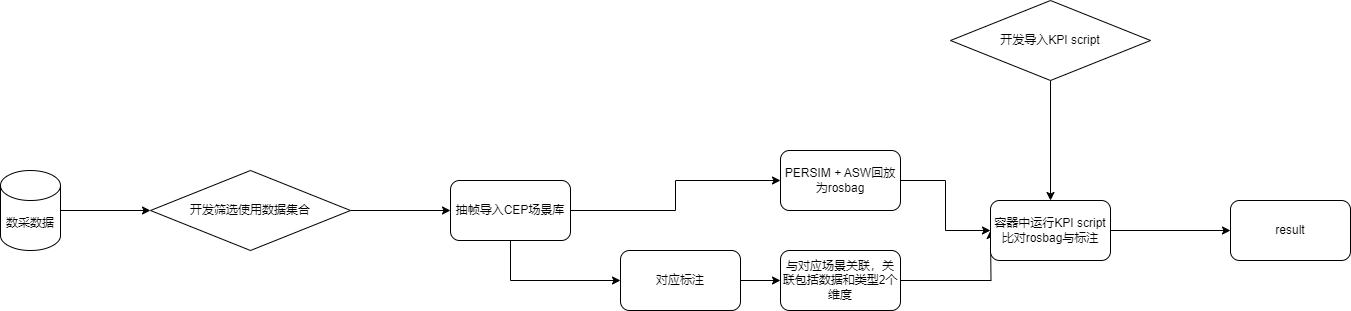 开发导入KPI script
数采数据
开发筛选使用数据集合
抽帧导入CEP场景库
PERSIM + ASW回放
为rosbag
对应标注
与对应场景关联，关
联包括数据和类型2个
维度
容器中运行KPI script
比对rosbag与标注
result